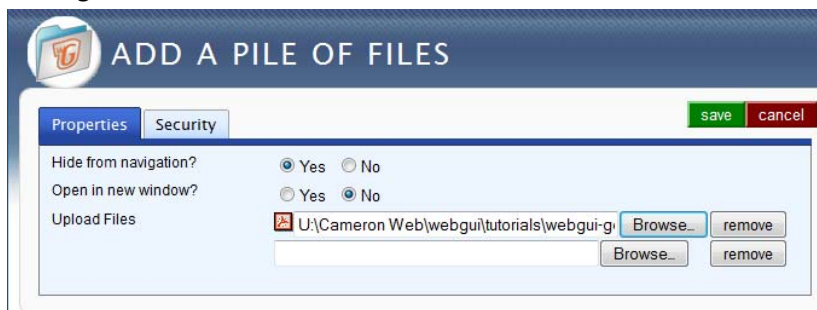 ADD A PILE OF FILES
Properties Security save cancel
Hide from navigation? Yes No
Open in new window? Yes No
Upload Files U:\Cameron Web\webgui\tutorials\webgui-g Browse... remove
Browse... remove